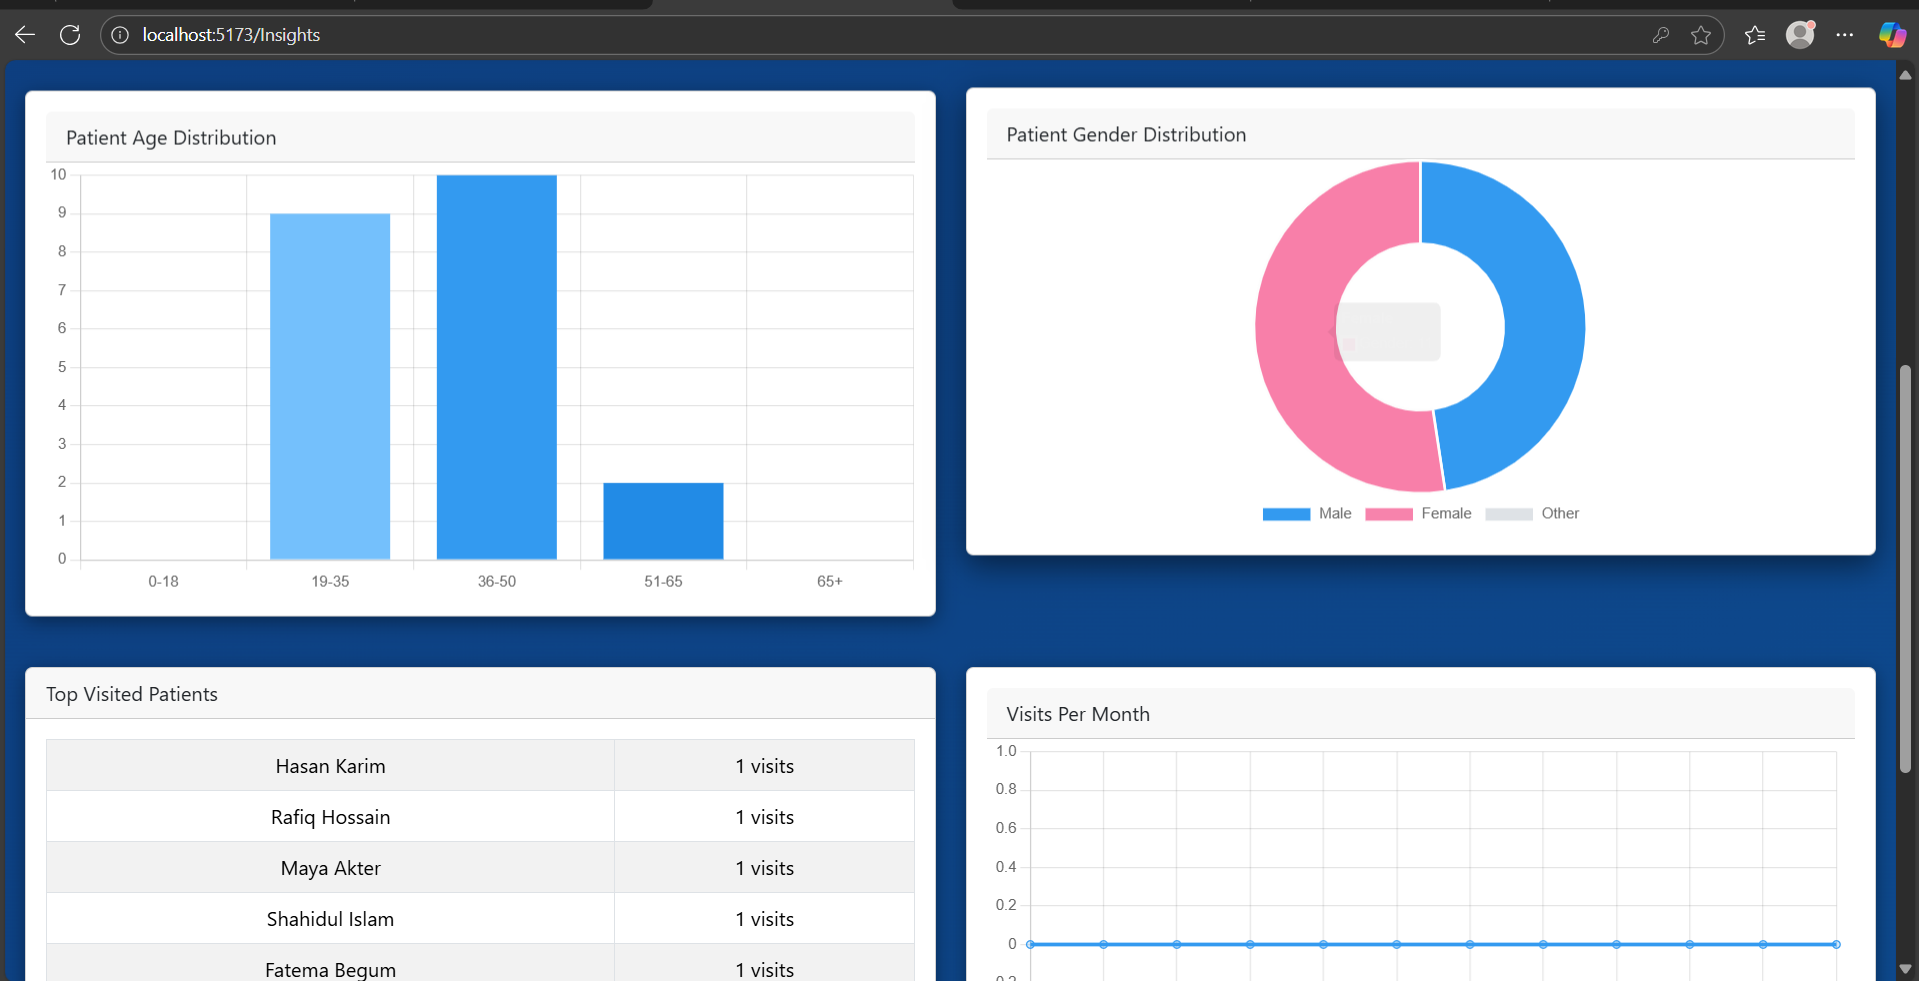 localhost:5173/Insights
Patient Age Distribution
10
9
8
7
6
5
4
3
2
1
0
0-18 19-35 36-50 51-65 65+
Patient Gender Distribution
Male Female Other
Top Visited Patients
Hasan Karim 1 visits
Rafiq Hossain 1 visits
Maya Akter 1 visits
Shahidul Islam 1 visits
Fatema Begum 1 visits
Visits Per Month
1.0
0.8
0.6
0.4
0.2
0